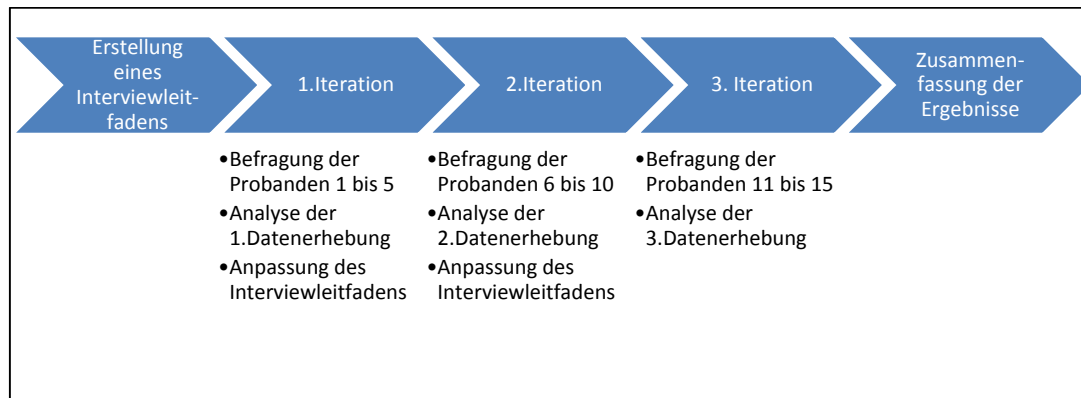 Erstellung
eines
Interviewleit-
fadens
1.Iteration
2.Iteration
3. Iteration
Zusammen-
fassung der
Ergebnisse
•Befragung der
Probanden 1 bis 5
•Analyse der
1.Datenerhebung
•Anpassung des
Interviewleitfadens
•Befragung der
Probanden 6 bis 10
•Analyse der
2.Datenerhebung
•Anpassung des
Interviewleitfadens
•Befragung der
Probanden 11 bis 15
•Analyse der
3.Datenerhebung